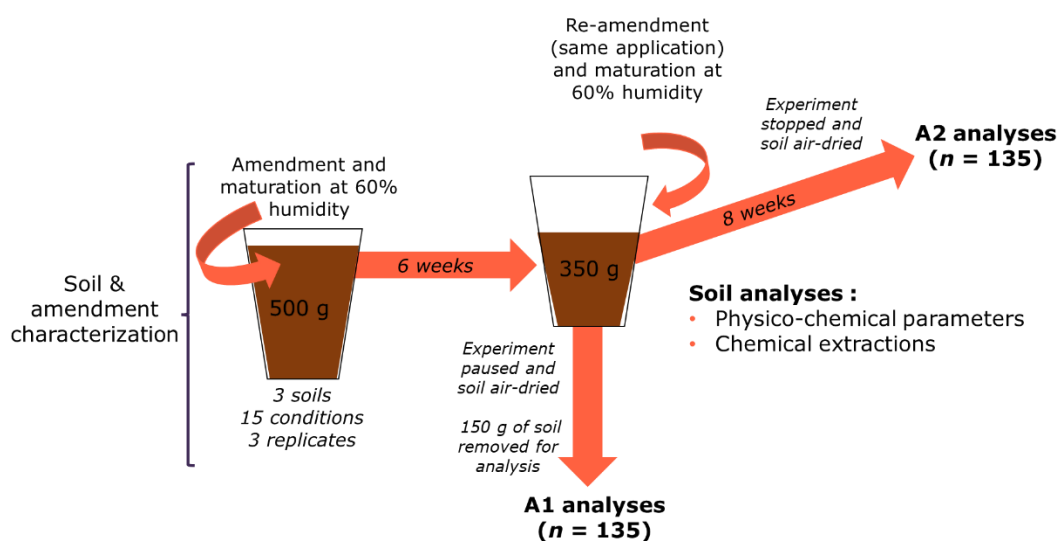 Soil &
amendment
characterization
Amendment and
maturation at 60%
humidity
500 g
3 soils
15 conditions
3 replicates
6 weeks
Re-amendment
(same application)
and maturation at
60% humidity
350 g
Experiment
paused and
soil air-dried
150 g of soil
removed for
analysis
A1 analyses
(n = 135)
8 weeks
Experiment
stopped and
soil air-dried
A2 analyses
(n = 135)
Soil analyses :
• Physico-chemical parameters
• Chemical extractions